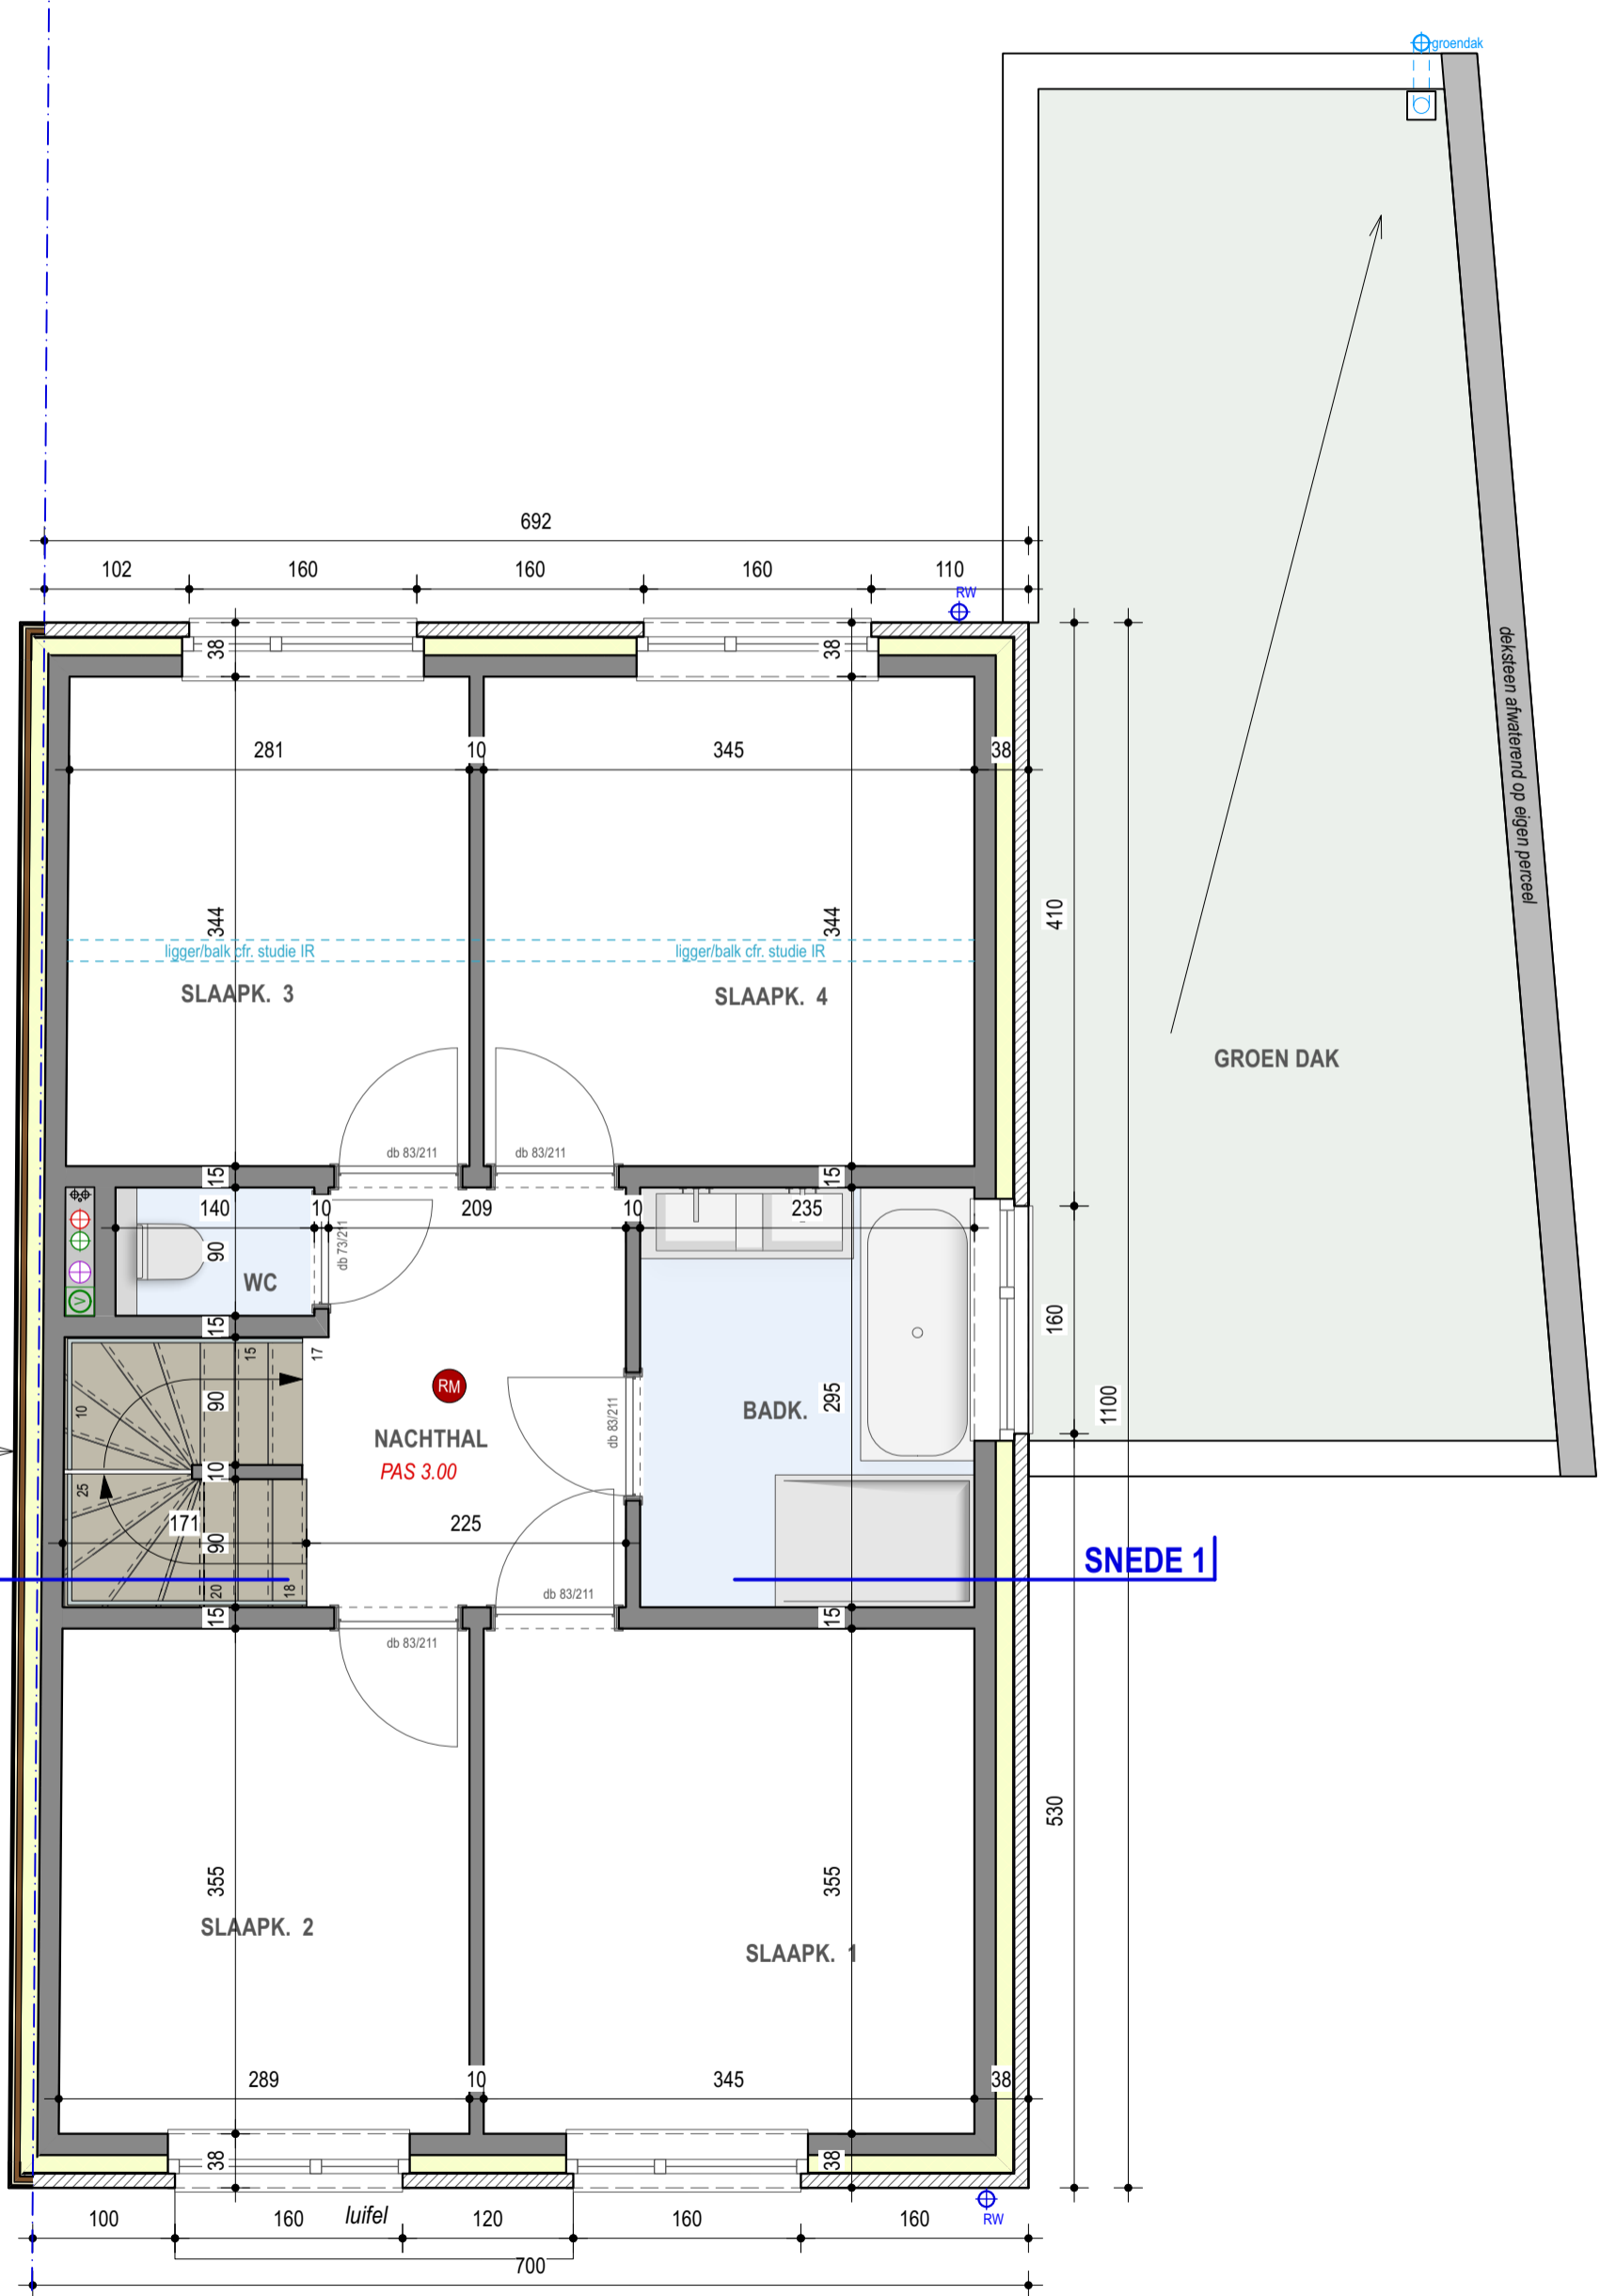 groendak
692
102 160 160 160 110
RW
38 38
deksteen afwaterend op eigen perceel
281 10 345 38
344 344 410
ligger/balk cfr. studie IR ligger/balk cfr. studie IR
SLAAPK. 3 SLAAPK. 4
GROEN DAK
db 83/211 db 83/211
15 15
140 10 209 10 235
90 db 73/211
WC
V
15 15 17 160
RM
10 90 db 83/211 BADK. 295 1100
NACHTHAL
PAS 3.00
10
25
171 90 225
SNEDE 1
20 18 db 83/211
15 15
db 83/211
530
355 355
SLAAPK. 2
SLAAPK. 1
289 10 345 38
38 38
RW
100 160 luifel 120 160 160
700